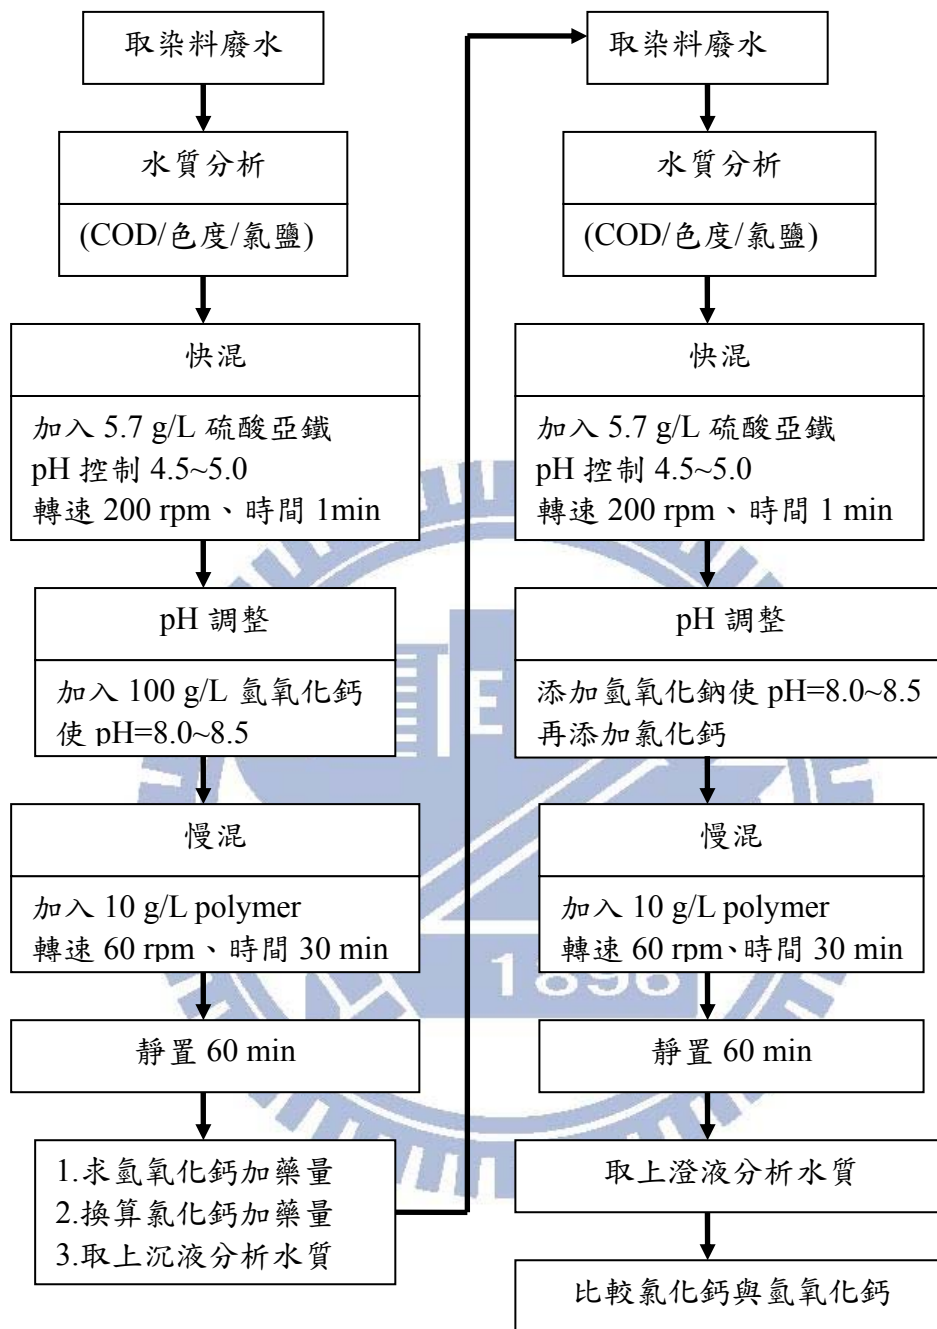 取染料廢水
水質分析
(COD/色度/氯鹽)
快混
加入 5.7 g/L 硫酸亞鐵
pH 控制 4.5~5.0
轉速 200 rpm、時間 1min
pH 調整
加入 100 g/L 氫氧化鈣
使 pH=8.0~8.5
慢混
加入 10 g/L polymer
轉速 60 rpm、時間 30 min
靜置 60 min
1.求氫氧化鈣加藥量
2.換算氯化鈣加藥量
3.取上沉液分析水質
取染料廢水
水質分析
(COD/色度/氯鹽)
快混
加入 5.7 g/L 硫酸亞鐵
pH 控制 4.5~5.0
轉速 200 rpm、時間 1 min
pH 調整
添加氫氧化鈉使 pH=8.0~8.5
再添加氯化鈣
慢混
加入 10 g/L polymer
轉速 60 rpm、時間 30 min
靜置 60 min
取上澄液分析水質
比較氯化鈣與氫氧化鈣
E
1896